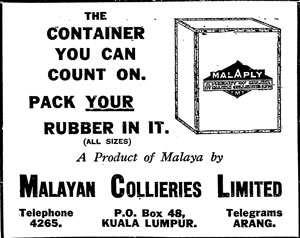 THE
CONTAINER
YOU CAN
COUNT ON.
PACK YOUR
RUBBER IN IT.
(ALL SIZES)
MALAPLY
A Product of Malaya by
MALAYAN COLLIERIES LIMITED
Telephone
4265.
P.O. Box 48,
KUALA LUMPUR.
Telegrams
ARANG.